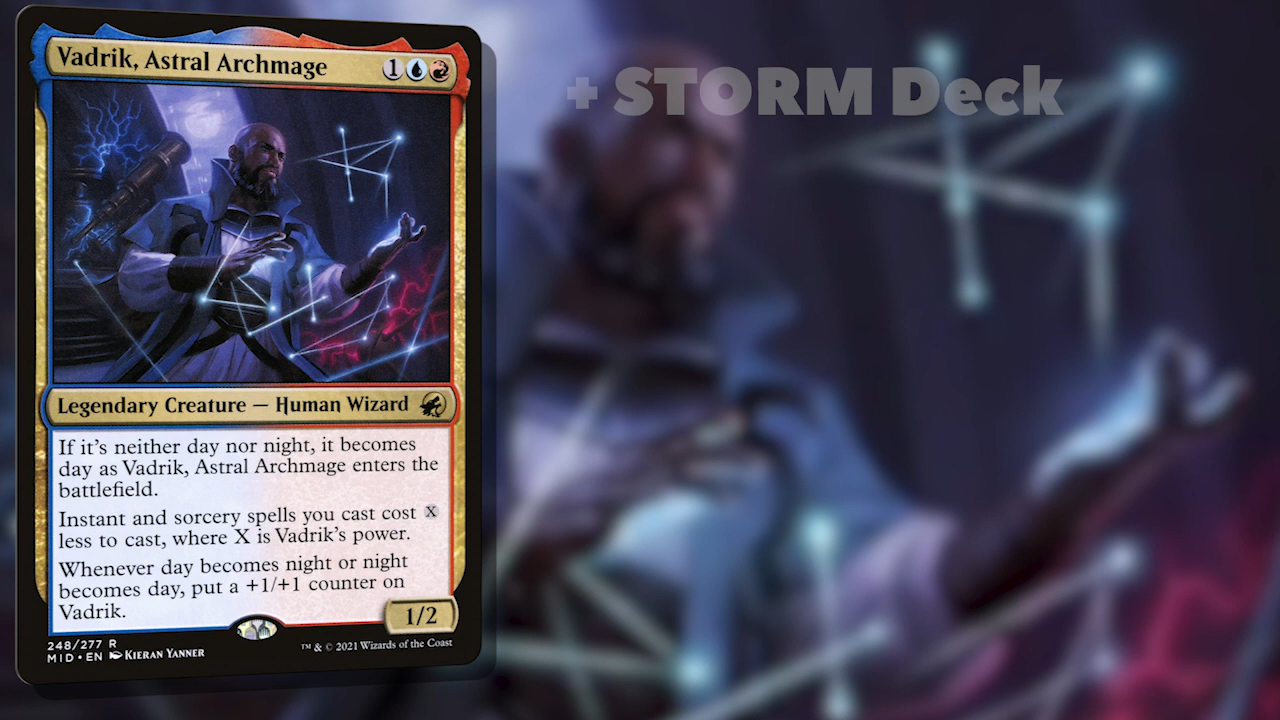 Vadrik, Astral Archmage 1
+ STORM Deck
Legendary Creature — Human Wizard
If it's neither day nor night, it becomes
day as Vadrik, Astral Archmage enters the
battlefield.
Instant and sorcery spells you cast cost X
less to cast, where X is Vadrik's power.
Whenever day becomes night or night
becomes day, put a +1/+1 counter on
Vadrik.
1/2
248/277 R
MID • EN KIERAN YANNER
™ & © 2021 Wizards of the Coast